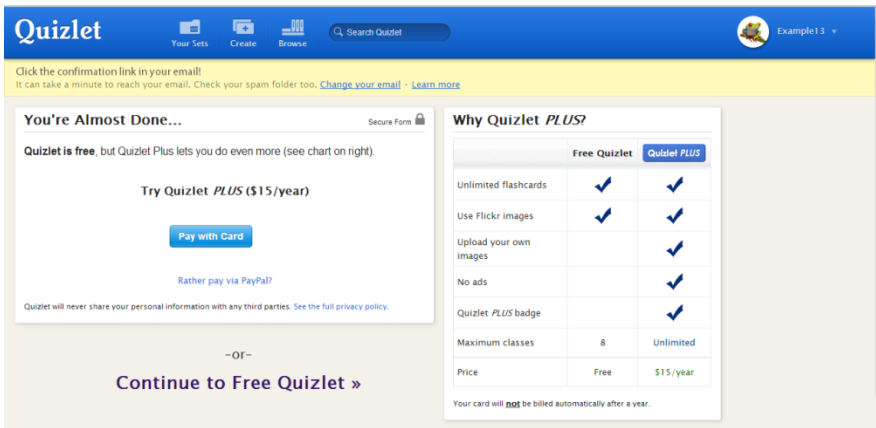 Quizlet
Your Sets
Create
Browse
Search Quizlet
Example13
Click the confirmation link in your email!
It can take a minute to reach your email. Check your spam folder too. Change your email · Learn more
You're Almost Done...
Secure Form
Quizlet is free, but Quizlet Plus lets you do even more (see chart on right).
Try Quizlet PLUS ($15/year)
Pay with Card
Rather pay via PayPal?
Quizlet will never share your personal information with any third parties. See the full privacy policy.
-or-
Continue to Free Quizlet »
Why Quizlet PLUS?
Free Quizlet Quizlet PLUS
Unlimited flashcards
Use Flickr images
Upload your own
images
No ads
Quizlet PLUS badge
Maximum classes 8 Unlimited
Price Free $15/year
Your card will not be billed automatically after a year.